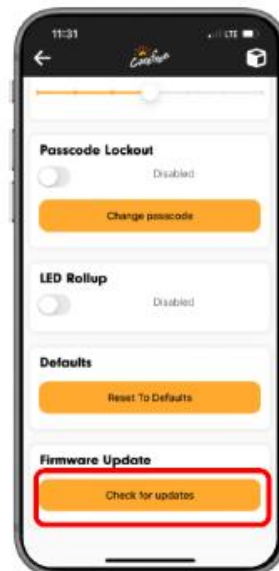 11:31
LTE
Carefree
Passcode Lockout
Disabled
Change passcode
LED Rollup
Disabled
Defaults
Reset To Defaults
Firmware Update
Check for updates